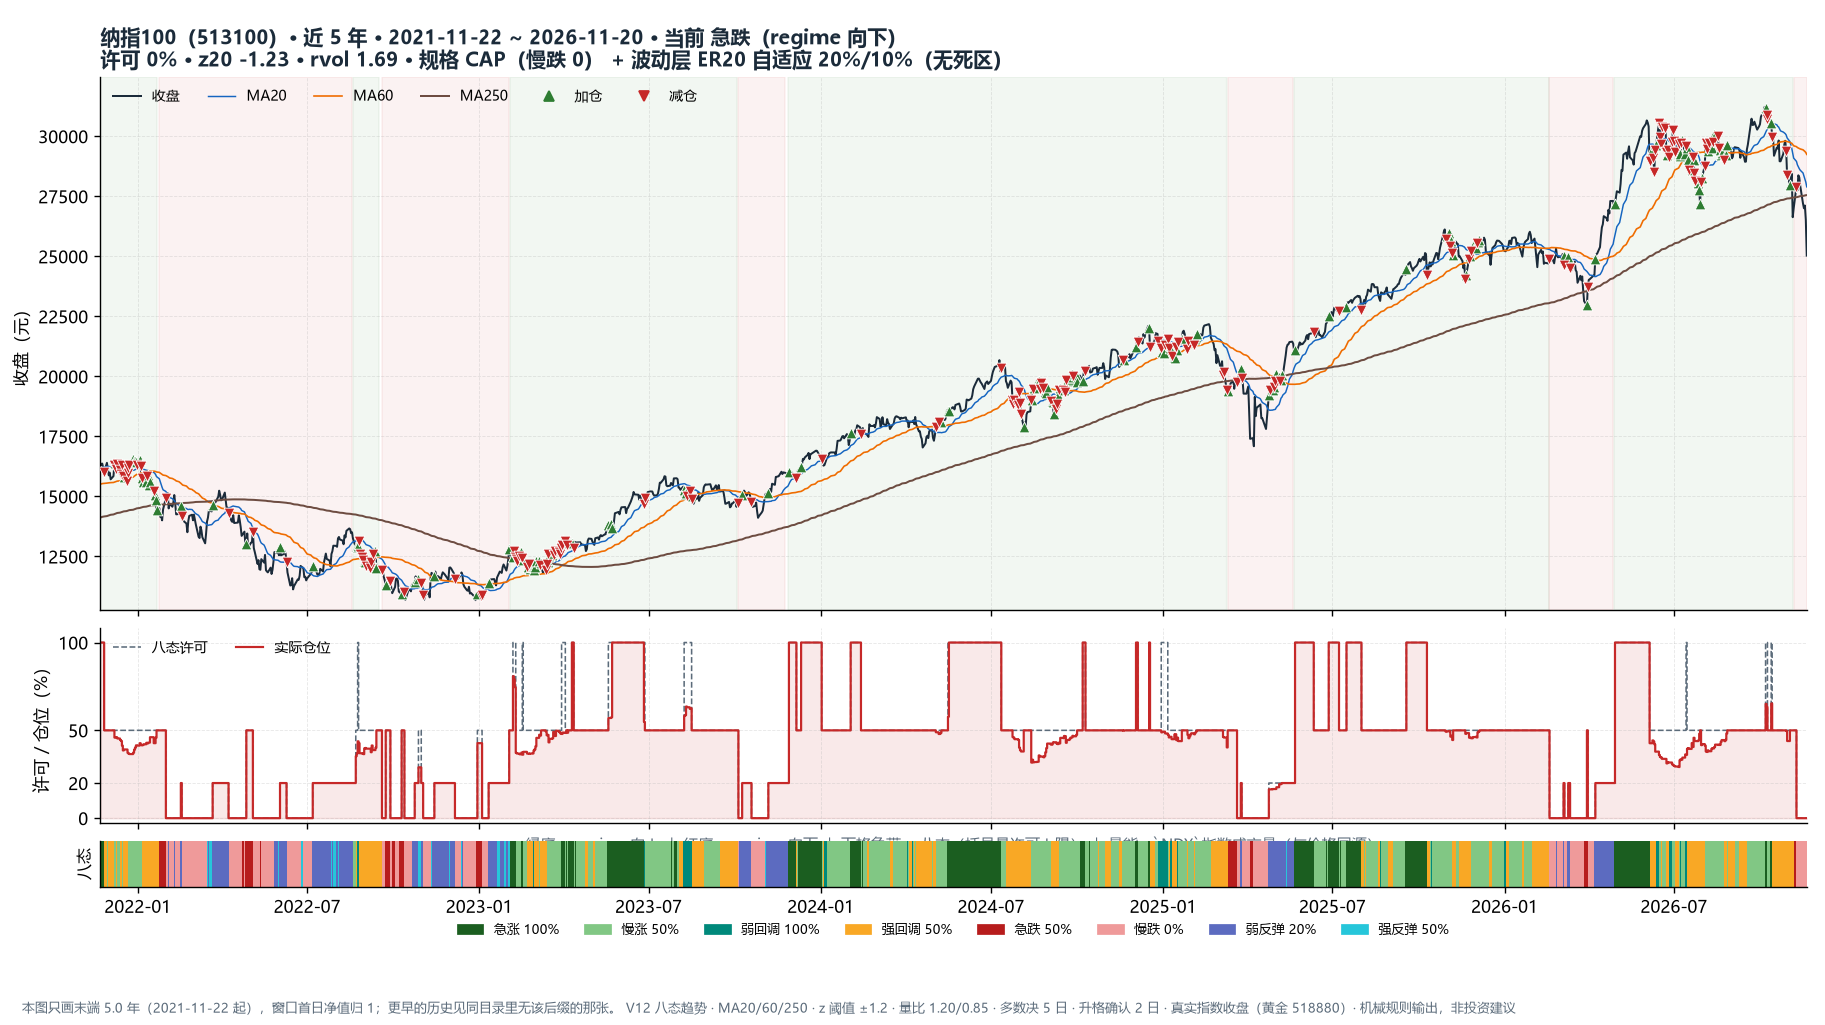 纳指100（513100）• 近 5 年 • 2021-11-22 ~ 2026-11-20 • 当前 急跌（regime 向下）
许可 0% • z20 -1.23 • rvol 1.69 • 规格 CAP（慢跌 0） + 波动层 ER20 自适应 20%/10%（无死区）
收盘 MA20 MA60 MA250 加仓 减仓
收盘（元）
30000
27500
25000
22500
20000
17500
15000
12500
八态许可 实际仓位
许可 / 仓位（%）
100
50
20
0
八态
2022-01 2022-07 2023-01 2023-07 2024-01 2024-07 2025-01 2025-07 2026-01 2026-07
急涨 100% 慢涨 50% 弱回调 100% 强回调 50% 急跌 50% 慢跌 0% 弱反弹 20% 强反弹 50%
本图只画末端 5.0 年（2021-11-22 起），窗口首日净值归 1；更早的历史见同目录里无该后缀的那张。 V12 八态趋势 · MA20/60/250 · z 阈值 ±1.2 · 量比 1.20/0.85 · 多数决 5 日 · 升格确认 2 日 · 真实指数收盘（黄金 518880）· 机械规则输出，非投资建议